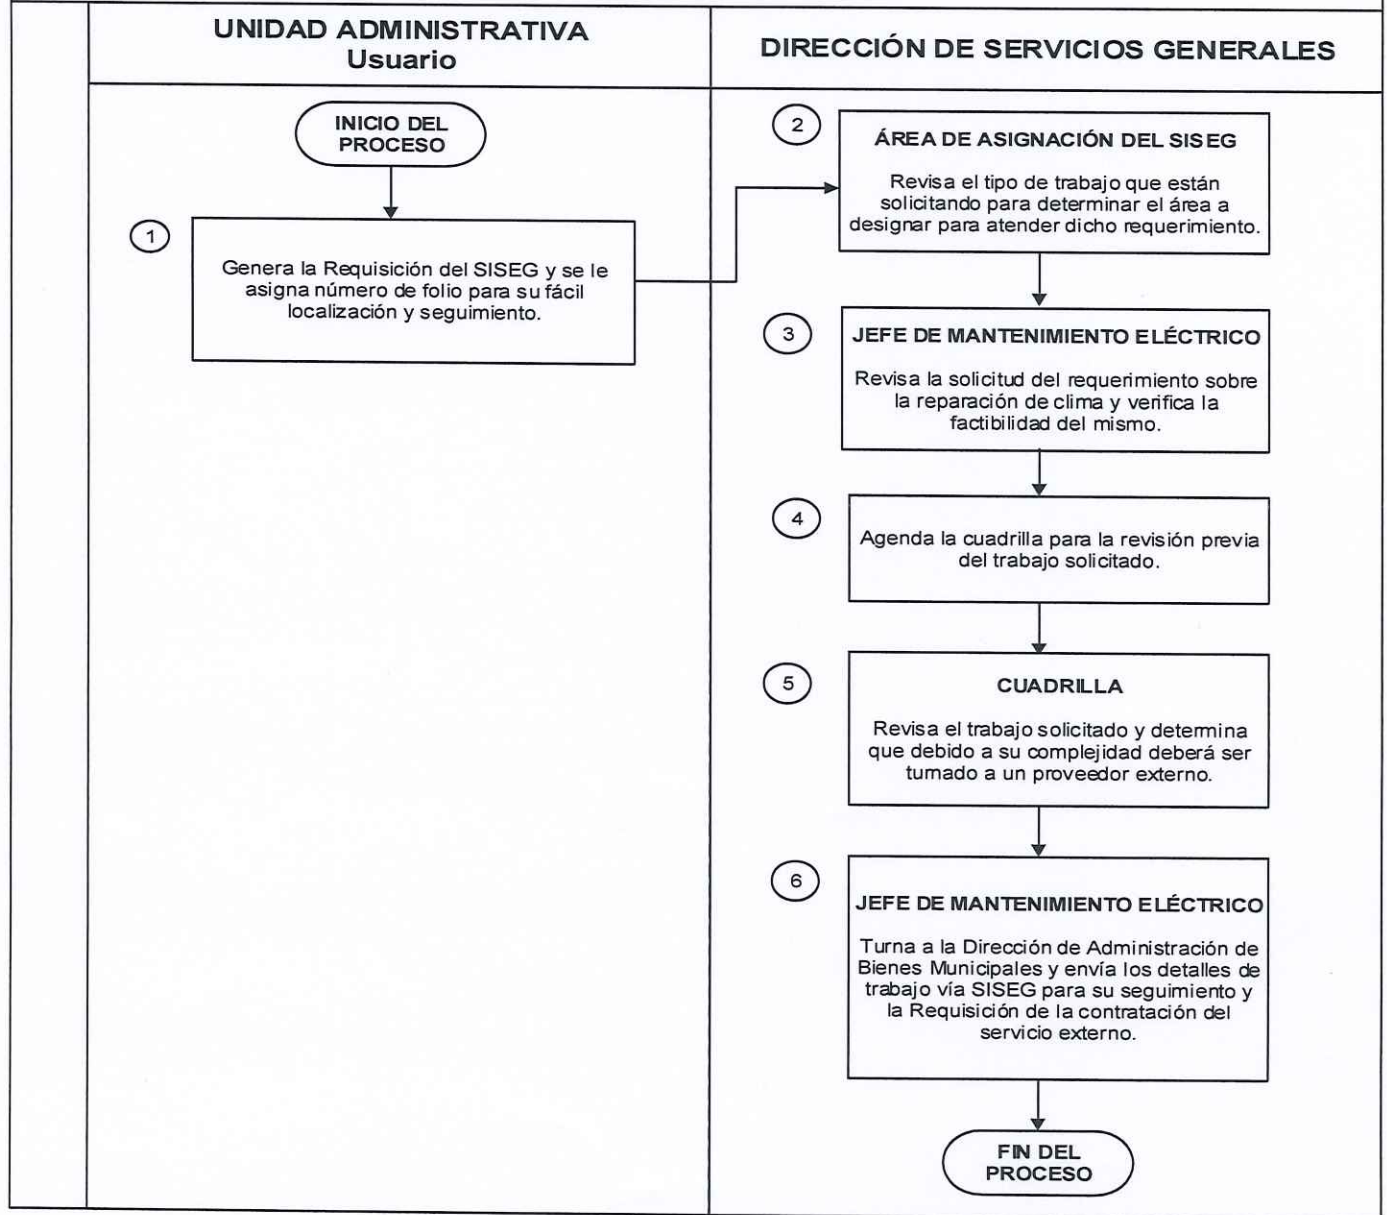 UNIDAD ADMINISTRATIVA
Usuario
DIRECCIÓN DE SERVICIOS GENERALES
INICIO DEL
PROCESO
1
Genera la Requisición del SISEG y se le
asigna número de folio para su fácil
localización y seguimiento.
2
ÁREA DE ASIGNACIÓN DEL SISEG
Revisa el tipo de trabajo que están
solicitando para determinar el área a
designar para atender dicho requerimiento.
3
JEFE DE MANTENIMIENTO ELÉCTRICO
Revisa la solicitud del requerimiento sobre
la reparación de clima y verifica la
factibilidad del mismo.
4
Agenda la cuadrilla para la revisión previa
del trabajo solicitado.
5
CUADRILLA
Revisa el trabajo solicitado y determina
que debido a su complejidad deberá ser
turnado a un proveedor externo.
6
JEFE DE MANTENIMIENTO ELÉCTRICO
Turna a la Dirección de Administración de
Bienes Municipales y envía los detalles de
trabajo vía SISEG para su seguimiento y
la Requisición de la contratación del
servicio externo.
FIN DEL
PROCESO